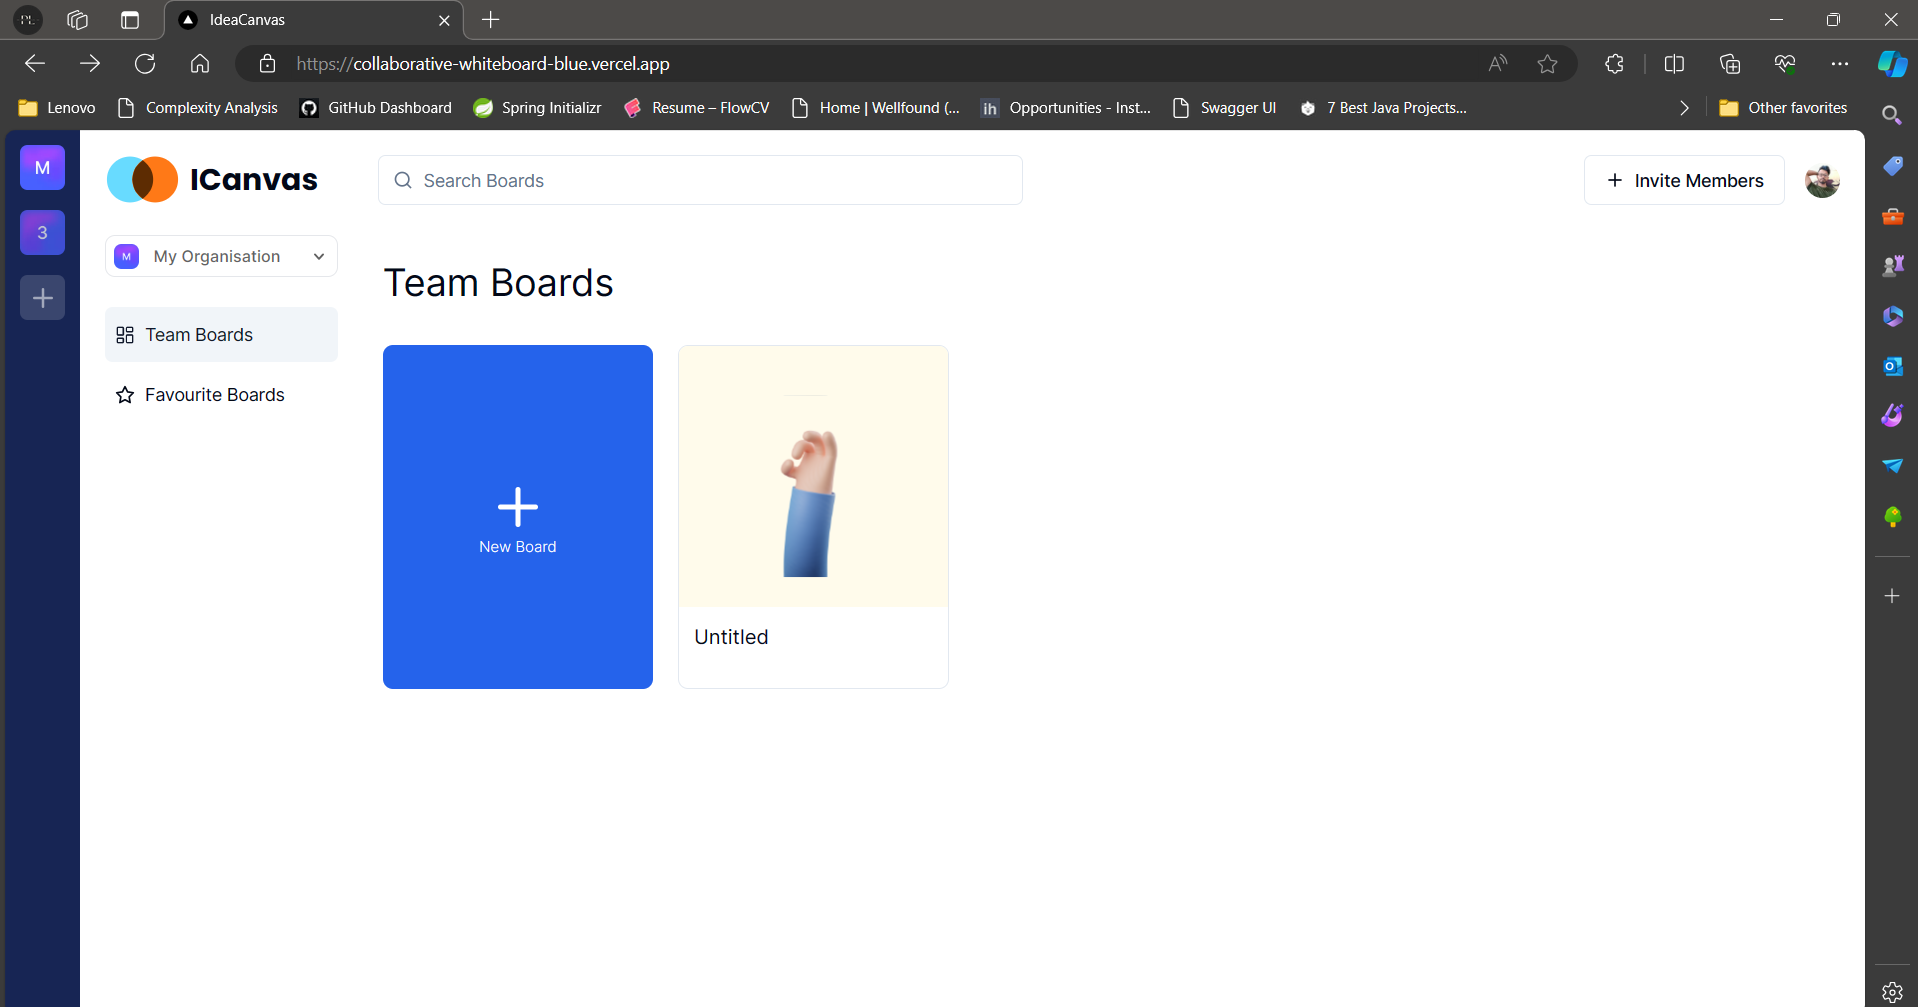 IdeaCanvas
https://collaborative-whiteboard-blue.vercel.app
Lenovo
Complexity Analysis
GitHub Dashboard
Spring Initializr
Resume – FlowCV
Home | Wellfound (...
ih
Opportunities - Inst...
Swagger UI
7 Best Java Projects...
Other favorites
M
ICanvas
Search Boards
Invite Members
3
M
My Organisation
Team Boards
Team Boards
Favourite Boards
New Board
Untitled